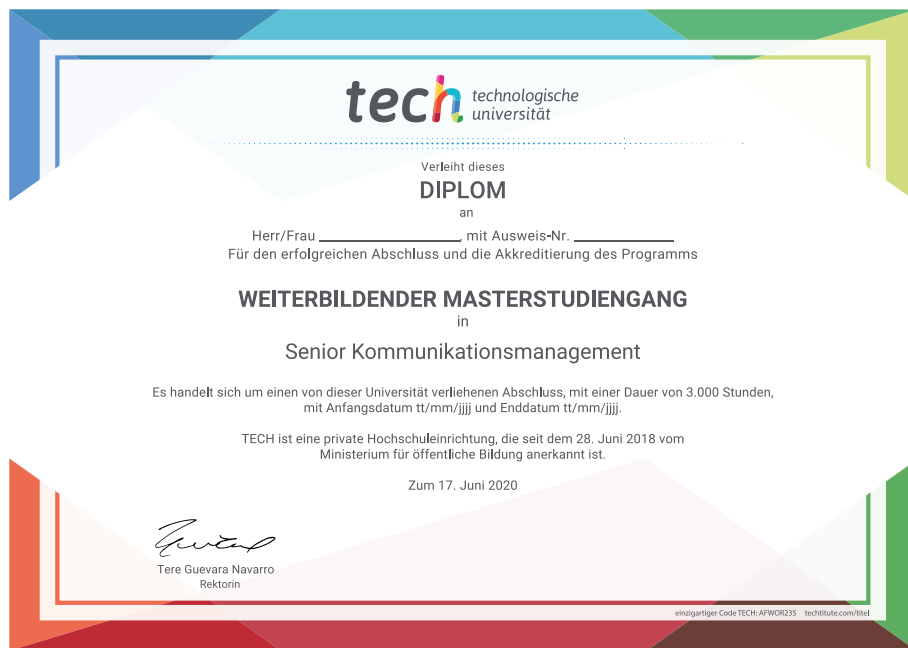 tech technologische
universität
Verleiht dieses
DIPLOM
an
Herr/Frau ____________________, mit Ausweis-Nr. ______________
Für den erfolgreichen Abschluss und die Akkreditierung des Programms
WEITERBILDENDER MASTERSTUDIENGANG
in
Senior Kommunikationsmanagement
Es handelt sich um einen von dieser Universität verliehenen Abschluss, mit einer Dauer von 3.000 Stunden,
mit Anfangsdatum tt/mm/jjjj und Enddatum tt/mm/jjjj.
TECH ist eine private Hochschuleinrichtung, die seit dem 28. Juni 2018 vom
Ministerium für öffentliche Bildung anerkannt ist.
Zum 17. Juni 2020
Tere Guevara Navarro
Rektorin
einzigartiger Code TECH: AFWOR23S techtitute.com/titel